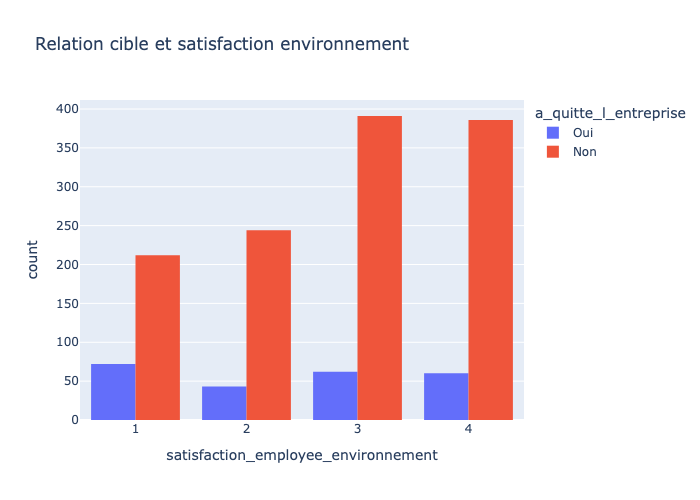 Relation cible et satisfaction environnement
a_quitte_l_entreprise
Oui
Non
count
400
350
300
250
200
150
100
50
0
1 2 3 4
satisfaction_employee_environnement